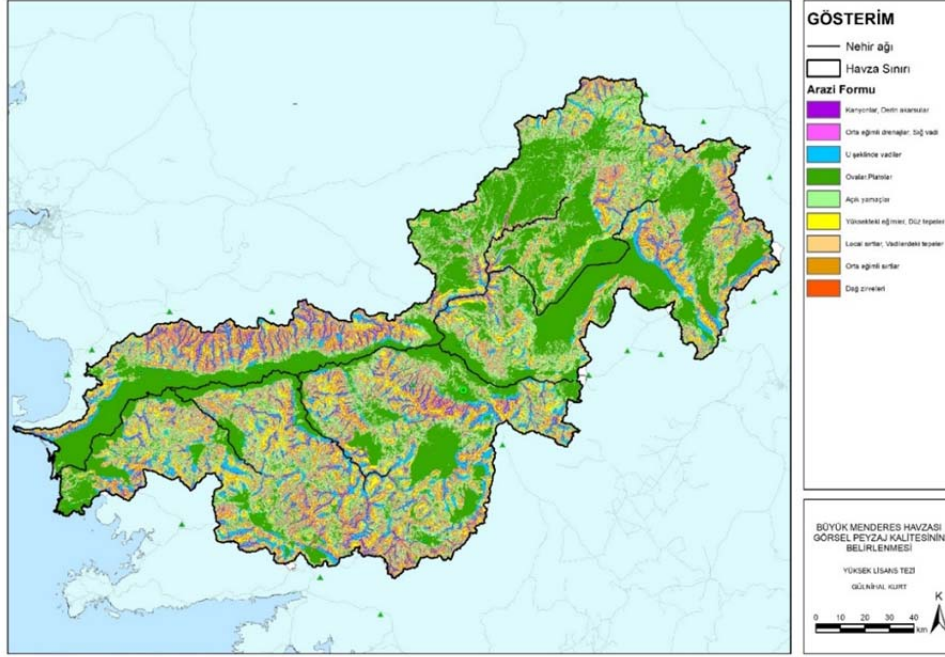 GÖSTERİM
Nehir ağı
Havza Sınırı
Arazi Formu
Kanyonlar, Derin akarsular
Orta eğimli drenajlar, Sığ vadi
U şeklinde vadiler
Ovalar,Platolar
Açık yamaçlar
Yüksekteki eğimler, Düz tepeler
Local sırtlar, Vadilerdeki tepeler
Orta eğimli sırtlar
Dağ zirveleri
BÜYÜK MENDERES HAVZASI
GÖRSEL PEYZAJ KALİTESİNİN
BELİRLENMESİ
YÜKSEK LİSANS TEZİ
GÜLNİHAL KURT
K
0 10 20 30 40
km